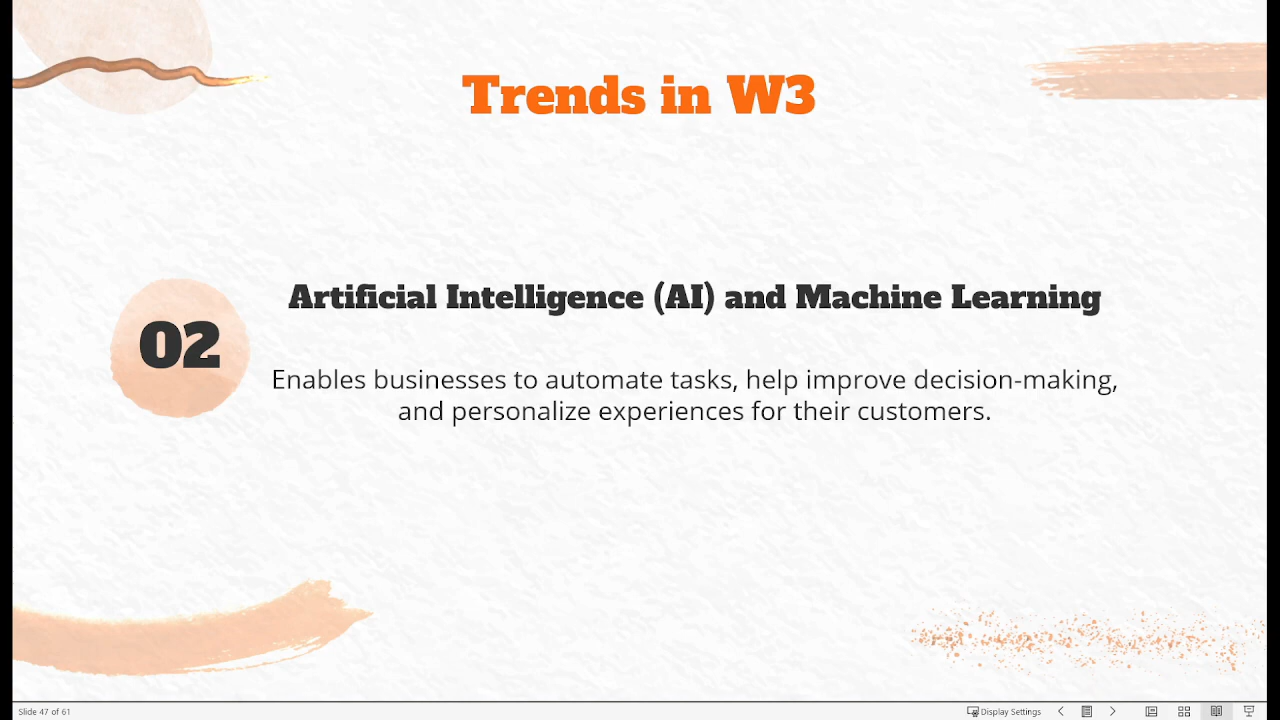 Trends in W3
02
Artificial Intelligence (AI) and Machine Learning
Enables businesses to automate tasks, help improve decision-making,
and personalize experiences for their customers.
Slide 47 of 61
Display Settings